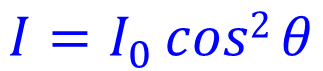 I = I₀ cos² θ